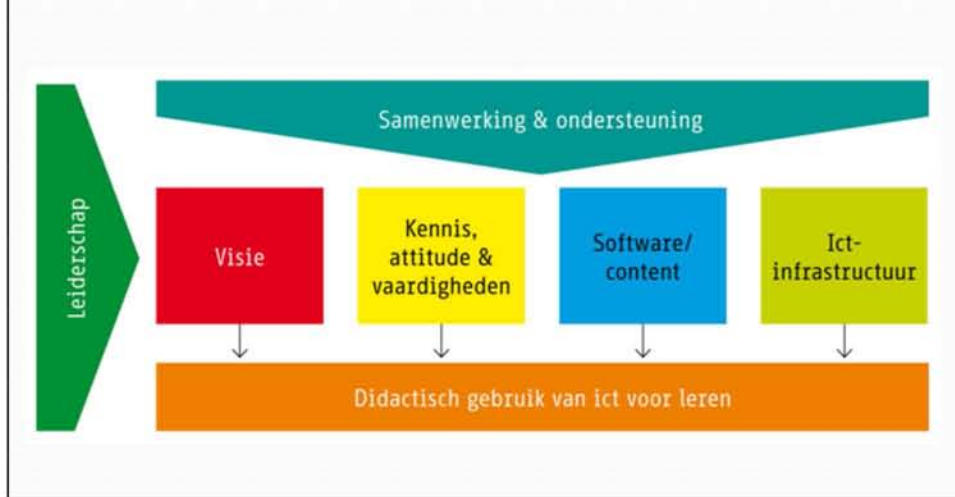 Leiderschap
Samenwerking & ondersteuning
Visie
Kennis,
attitude &
vaardigheden
Software/
content
Ict-
infrastructuur
Didactisch gebruik van ict voor leren